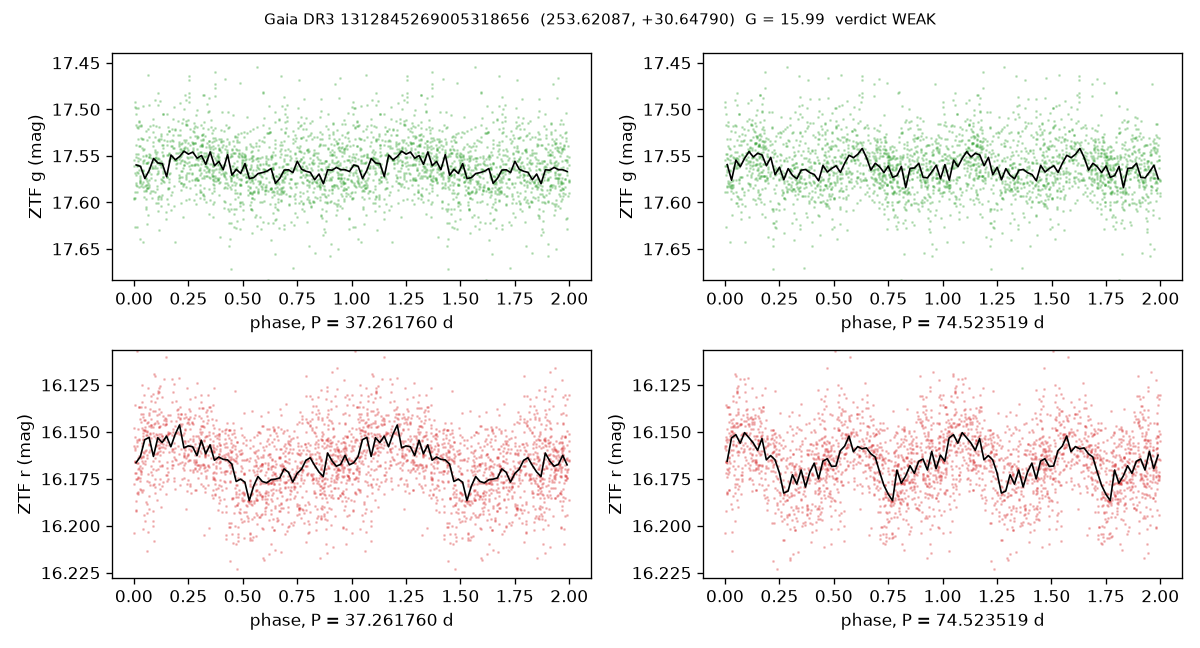 Gaia DR3 1312845269005318656 (253.62087, +30.64790) G = 15.99 verdict WEAK
17.45
17.50
17.55
17.60
17.65
ZTF g (mag)
0.00 0.25 0.50 0.75 1.00 1.25 1.50 1.75 2.00
phase, P = 37.261760 d
17.45
17.50
17.55
17.60
17.65
ZTF g (mag)
0.00 0.25 0.50 0.75 1.00 1.25 1.50 1.75 2.00
phase, P = 74.523519 d
16.125
16.150
16.175
16.200
16.225
ZTF r (mag)
0.00 0.25 0.50 0.75 1.00 1.25 1.50 1.75 2.00
phase, P = 37.261760 d
16.125
16.150
16.175
16.200
16.225
ZTF r (mag)
0.00 0.25 0.50 0.75 1.00 1.25 1.50 1.75 2.00
phase, P = 74.523519 d